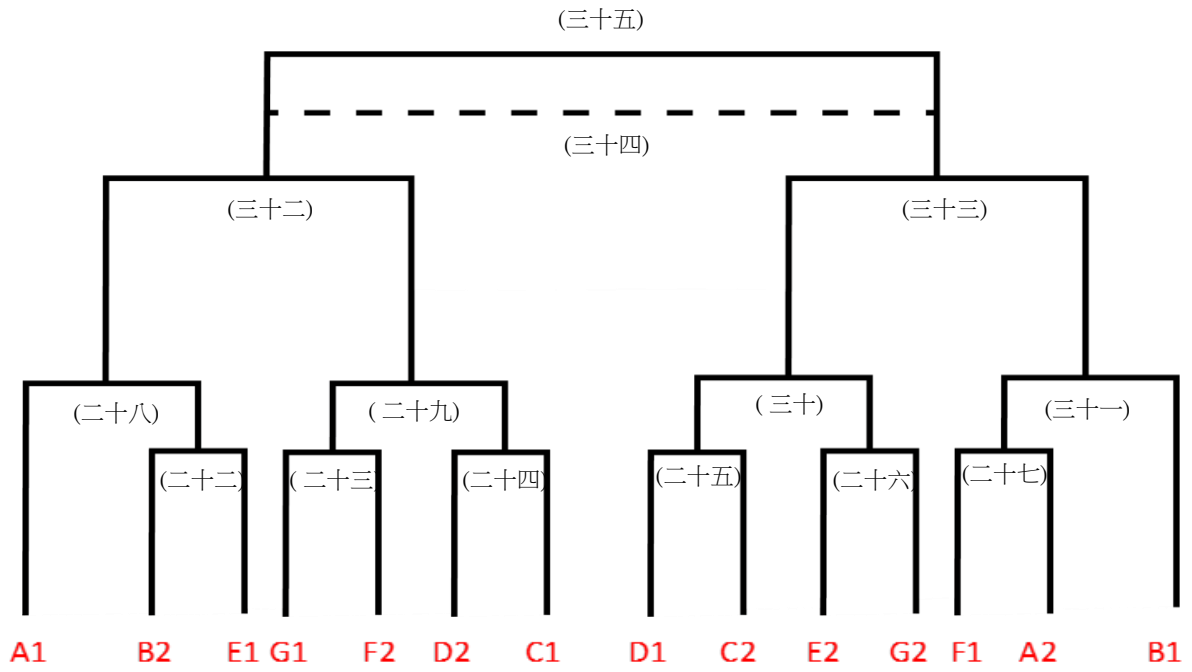 (三十五)
(三十四)
(三十二)
(三十三)
(二十八)
( 二十九)
( 三十)
(三十一)
(二十二)
( 二十三)
(二十四)
(二十五)
(二十六)
(二十七)
A1 B2 E1 G1 F2 D2 C1 D1 C2 E2 G2 F1 A2 B1